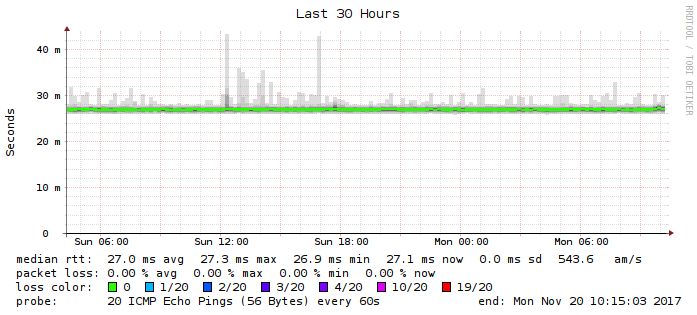 Last 30 Hours
RRDTOOL / TOBI OETIKER
Seconds
40 m
30 m
20 m
10 m
0
Sun 06:00 Sun 12:00 Sun 18:00 Mon 00:00 Mon 06:00
median rtt: 27.0 ms avg 27.3 ms max 26.9 ms min 27.1 ms now 0.0 ms sd 543.6 am/s
packet loss: 0.00 % avg 0.00 % max 0.00 % min 0.00 % now
loss color: 0 1/20 2/20 3/20 4/20 10/20 19/20
probe: 20 ICMP Echo Pings (56 Bytes) every 60s end: Mon Nov 20 10:15:03 2017